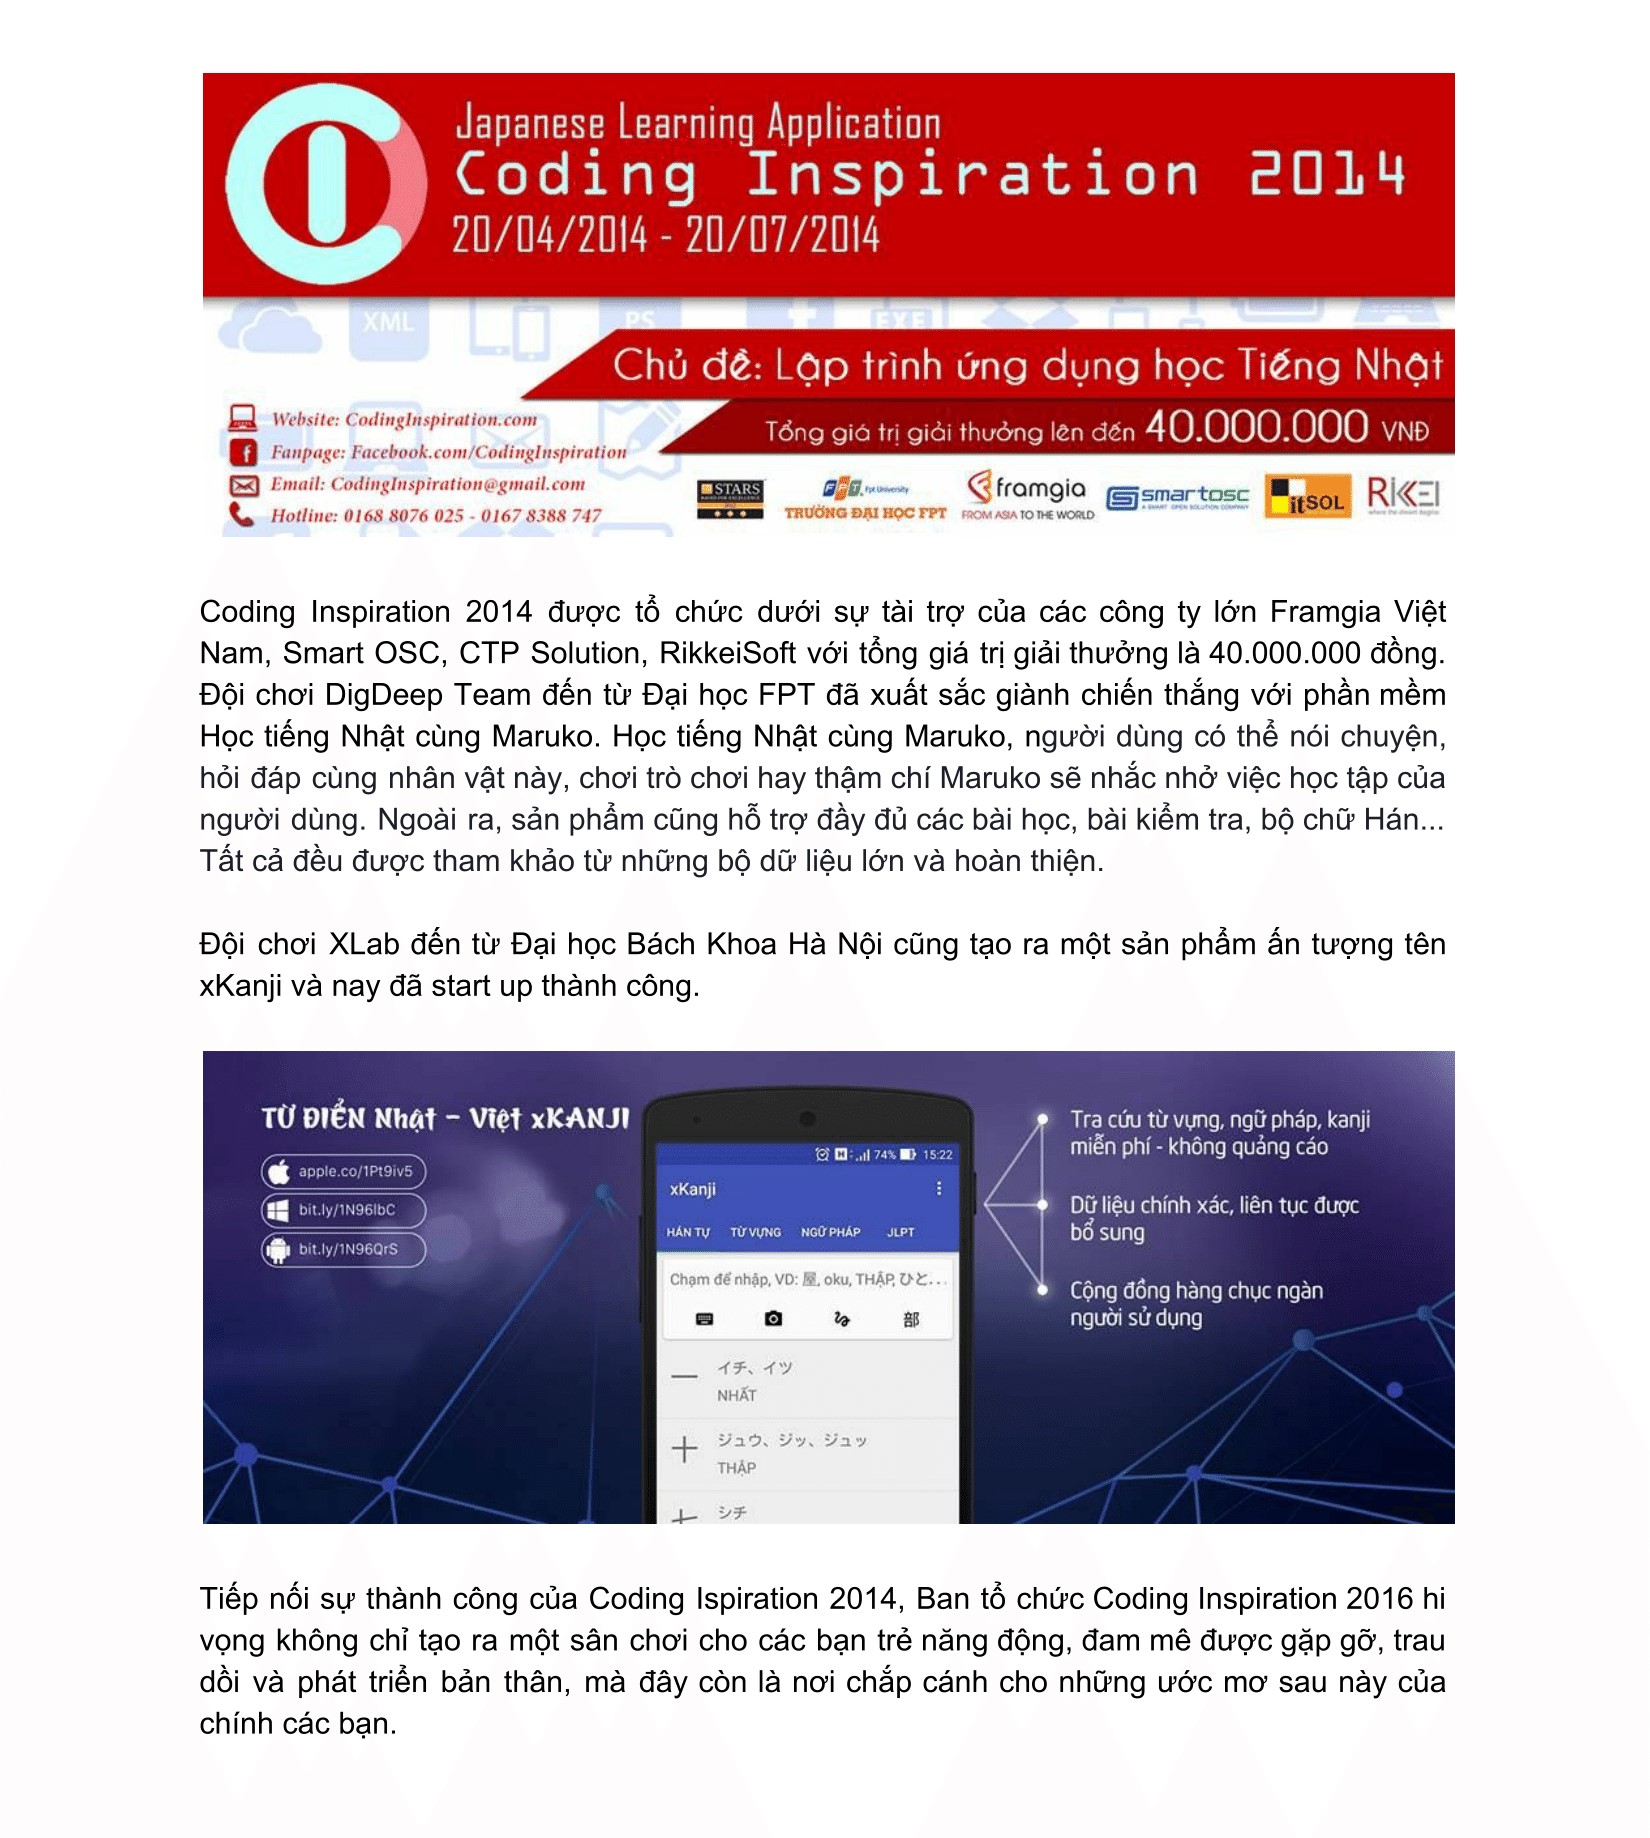 Japanese Learning Application
Coding Inspiration 2014
20/04/2014 - 20/07/2014
XML
PS
EXE
Chủ đề: Lập trình ứng dụng học Tiếng Nhật
Tổng giá trị giải thưởng lên đến 40.000.000 VNĐ
Website: CodingInspiration.com
Fanpage: Facebook.com/CodingInspiration
Email: CodingInspiration@gmail.com
Hotline: 0168 8076 025 - 0167 8388 747
STARS
FPT. Fpt University
TRƯỜNG ĐẠI HỌC FPT
framgia
FROM ASIA TO THE WORLD
smartosc
A SMART OPEN SOLUTION COMPANY
itSOL
RIKKEI
Coding Inspiration 2014 được tổ chức dưới sự tài trợ của các công ty lớn Framgia Việt
Nam, Smart OSC, CTP Solution, RikkeiSoft với tổng giá trị giải thưởng là 40.000.000 đồng.
Đội chơi DigDeep Team đến từ Đại học FPT đã xuất sắc giành chiến thắng với phần mềm
Học tiếng Nhật cùng Maruko. Học tiếng Nhật cùng Maruko, người dùng có thể nói chuyện,
hỏi đáp cùng nhân vật này, chơi trò chơi hay thậm chí Maruko sẽ nhắc nhở việc học tập của
người dùng. Ngoài ra, sản phẩm cũng hỗ trợ đầy đủ các bài học, bài kiểm tra, bộ chữ Hán...
Tất cả đều được tham khảo từ những bộ dữ liệu lớn và hoàn thiện.
Đội chơi XLab đến từ Đại học Bách Khoa Hà Nội cũng tạo ra một sản phẩm ấn tượng tên
xKanji và nay đã start up thành công.
TỪ ĐIỂN Nhật - Việt xKANJI
apple.co/1Pt9iv5
bit.ly/1N96lbC
bit.ly/1N96QrS
74% 15:22
xKanji
HÁN TỰ TỪ VỰNG NGỮ PHÁP JLPT
Chạm để nhập, VD: 屋, oku, THẬP, ひと...
部
一 イチ、イツ
NHẤT
十 ジュウ、ジッ、ジュッ
THẬP
七 シチ
Tra cứu từ vựng, ngữ pháp, kanji
miễn phí - không quảng cáo
Dữ liệu chính xác, liên tục được
bổ sung
Cộng đồng hàng chục ngàn
người sử dụng
Tiếp nối sự thành công của Coding Ispiration 2014, Ban tổ chức Coding Inspiration 2016 hi
vọng không chỉ tạo ra một sân chơi cho các bạn trẻ năng động, đam mê được gặp gỡ, trau
dồi và phát triển bản thân, mà đây còn là nơi chắp cánh cho những ước mơ sau này của
chính các bạn.